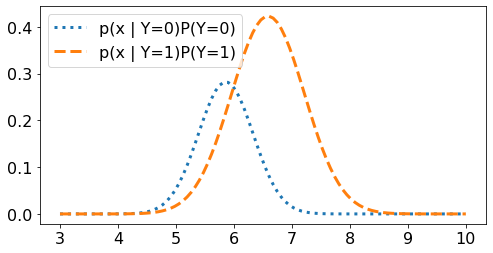 p(x | Y=0)P(Y=0)
p(x | Y=1)P(Y=1)
0.4
0.3
0.2
0.1
0.0
3 4 5 6 7 8 9 10